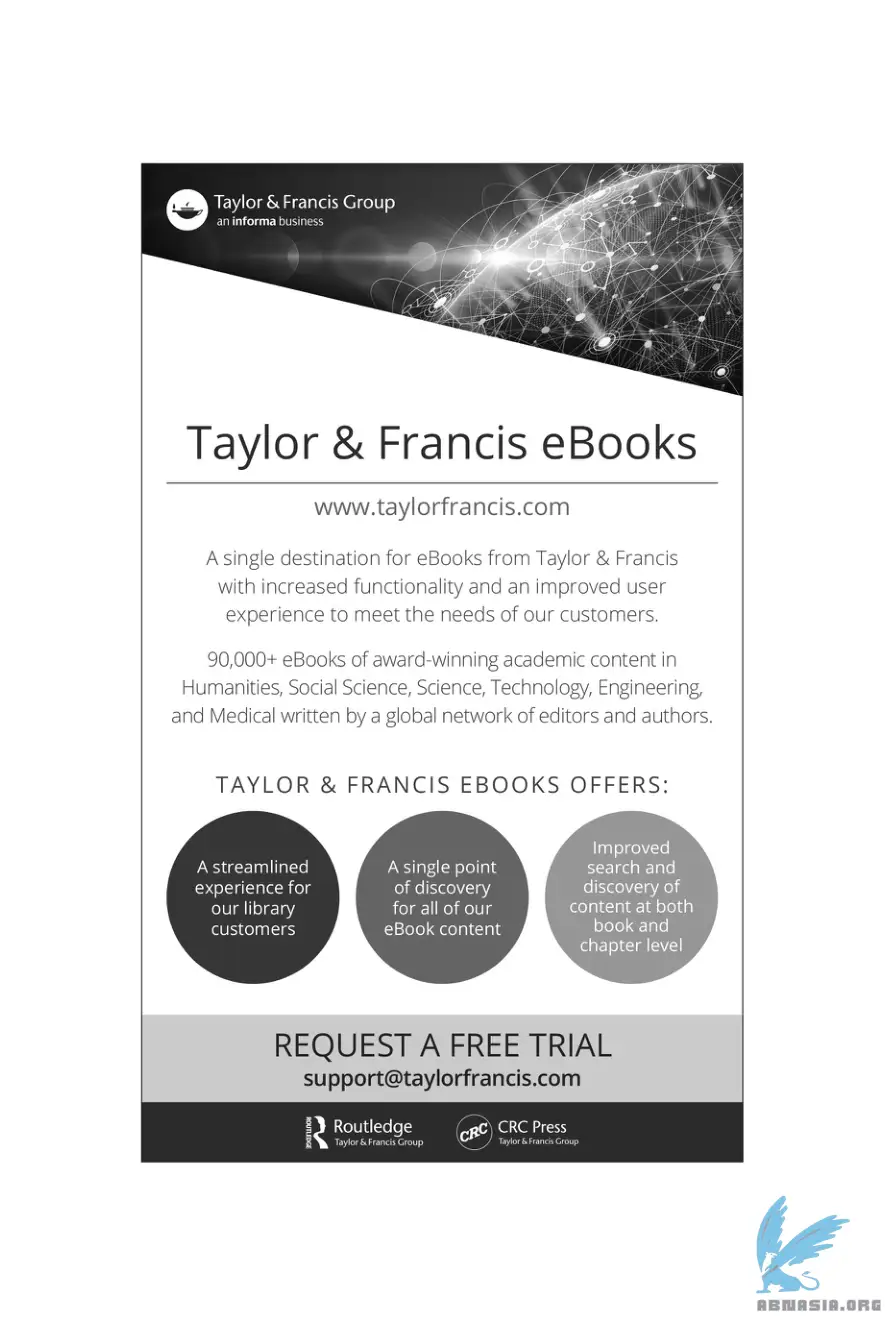 Taylor & Francis Group
an informa business
Taylor & Francis eBooks
www.taylorfrancis.com
A single destination for eBooks from Taylor & Francis
with increased functionality and an improved user
experience to meet the needs of our customers.
90,000+ eBooks of award-winning academic content in
Humanities, Social Science, Science, Technology, Engineering,
and Medical written by a global network of editors and authors.
TAYLOR & FRANCIS EBOOKS OFFERS:
A streamlined
experience for
our library
customers
A single point
of discovery
for all of our
eBook content
Improved
search and
discovery of
content at both
book and
chapter level
REQUEST A FREE TRIAL
support@taylorfrancis.com
ROUTLEDGE
Routledge
Taylor & Francis Group
CRC
CRC Press
Taylor & Francis Group
ABNASIA.ORG